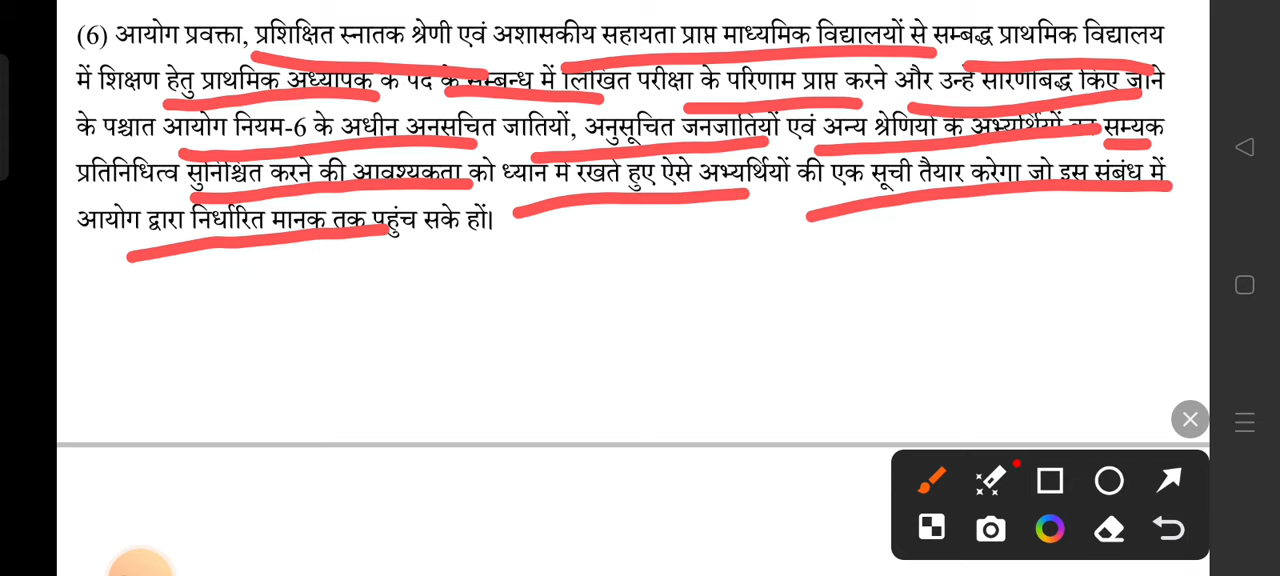 (6) आयोग प्रवक्ता, प्रशिक्षित स्नातक श्रेणी एवं अशासकीय सहायता प्राप्त माध्यमिक विद्यालयों से सम्बद्ध प्राथमिक विद्यालय
में शिक्षण हेतु प्राथमिक अध्यापक के पद के सम्बन्ध में लिखित परीक्षा के परिणाम प्राप्त करने और उन्हें सारणीबद्ध किए जाने
के पश्चात आयोग नियम-6 के अधीन अनुसूचित जातियों, अनुसूचित जनजातियों एवं अन्य श्रेणियों के अभ्यर्थियों का सम्यक
प्रतिनिधित्व सुनिश्चित करने की आवश्यकता को ध्यान में रखते हुए ऐसे अभ्यर्थियों की एक सूची तैयार करेगा जो इस संबंध में
आयोग द्वारा निर्धारित मानक तक पहुंच सके हों।